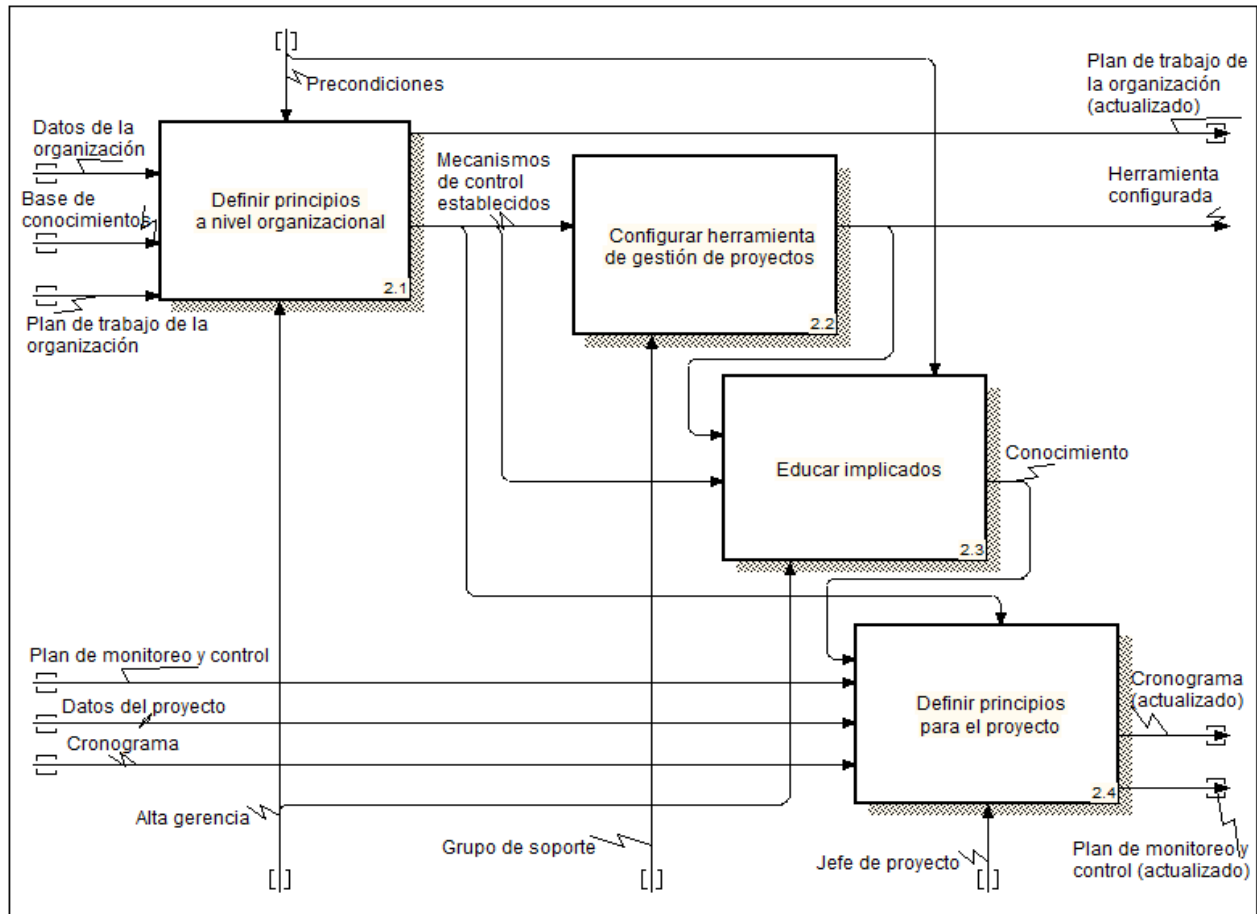 Precondiciones
Plan de trabajo de
la organización
(actualizado)
Datos de la
organización
Mecanismos
de control
establecidos
Herramienta
configurada
Base de
conocimientos
Definir principios
a nivel organizacional
2.1
Configurar herramienta
de gestión de proyectos
2.2
Plan de trabajo de la
organización
Educar implicados
2.3
Conocimiento
Plan de monitoreo y control
Datos del proyecto
Cronograma
Definir principios
para el proyecto
2.4
Cronograma
(actualizado)
Alta gerencia
Grupo de soporte
Jefe de proyecto
Plan de monitoreo y
control (actualizado)